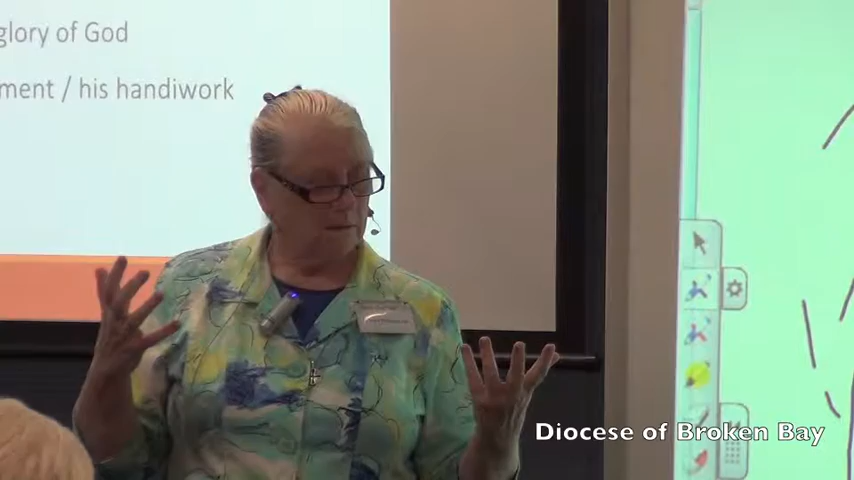 glory of God
ment / his handiwork
Diocese of Broken Bay